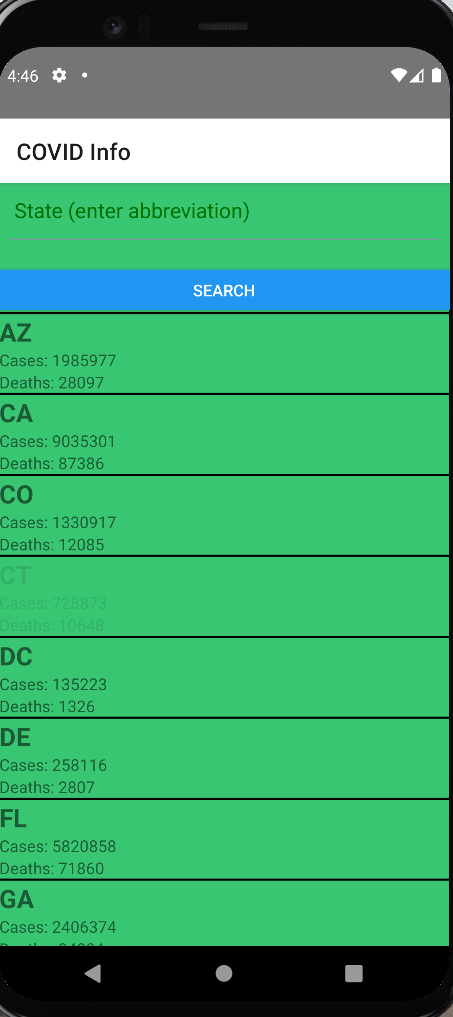 4:46
COVID Info
State (enter abbreviation)
SEARCH
AZ
Cases: 1985977
Deaths: 28097
CA
Cases: 9035301
Deaths: 87386
CO
Cases: 1330917
Deaths: 12085
CT
Cases: 728873
Deaths: 10648
DC
Cases: 135223
Deaths: 1326
DE
Cases: 258116
Deaths: 2807
FL
Cases: 5820858
Deaths: 71860
GA
Cases: 2406374